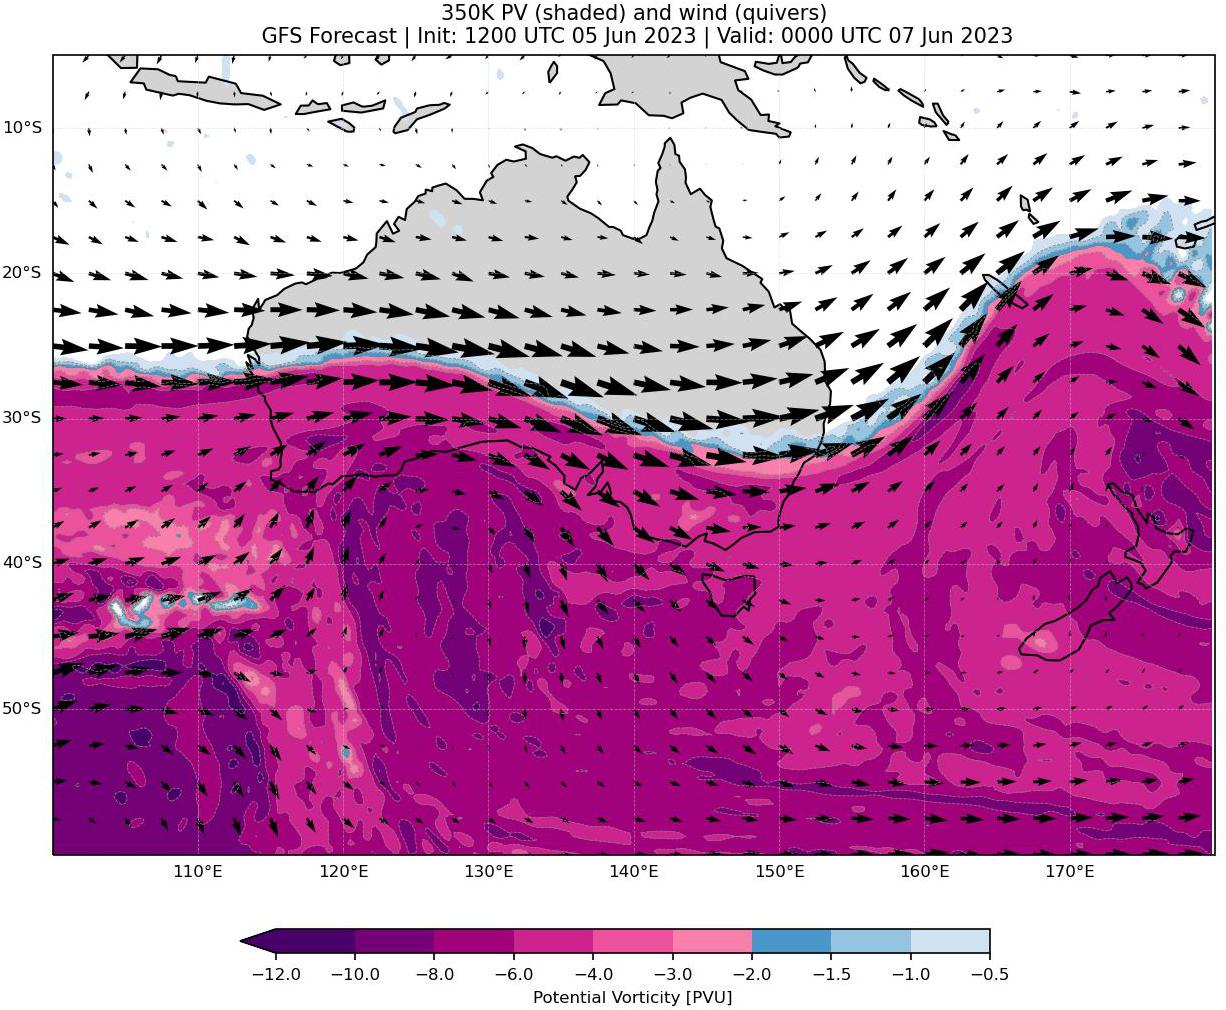 350K PV (shaded) and wind (quivers)
GFS Forecast | Init: 1200 UTC 05 Jun 2023 | Valid: 0000 UTC 07 Jun 2023
10°S
20°S
30°S
40°S
50°S
110°E 120°E 130°E 140°E 150°E 160°E 170°E
−12.0 −10.0 −8.0 −6.0 −4.0 −3.0 −2.0 −1.5 −1.0 −0.5
Potential Vorticity [PVU]